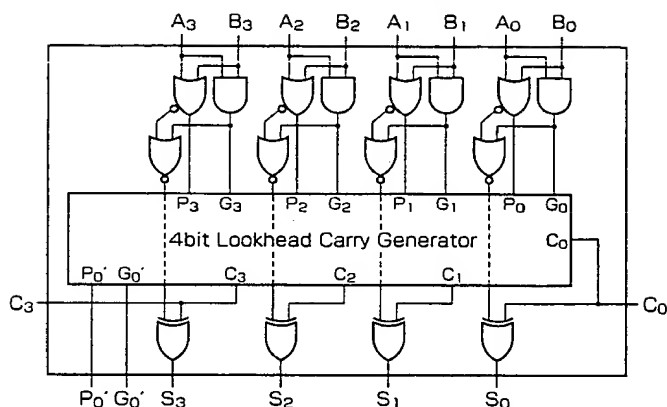 A3 B3 A2 B2 A1 B1 A0 B0
P3 G3 P2 G2 P1 G1 P0 G0
4bit Lookhead Carry Generator
C0
P0' G0' C3 C2 C1
C3 C0
P0' G0' S3 S2 S1 S0